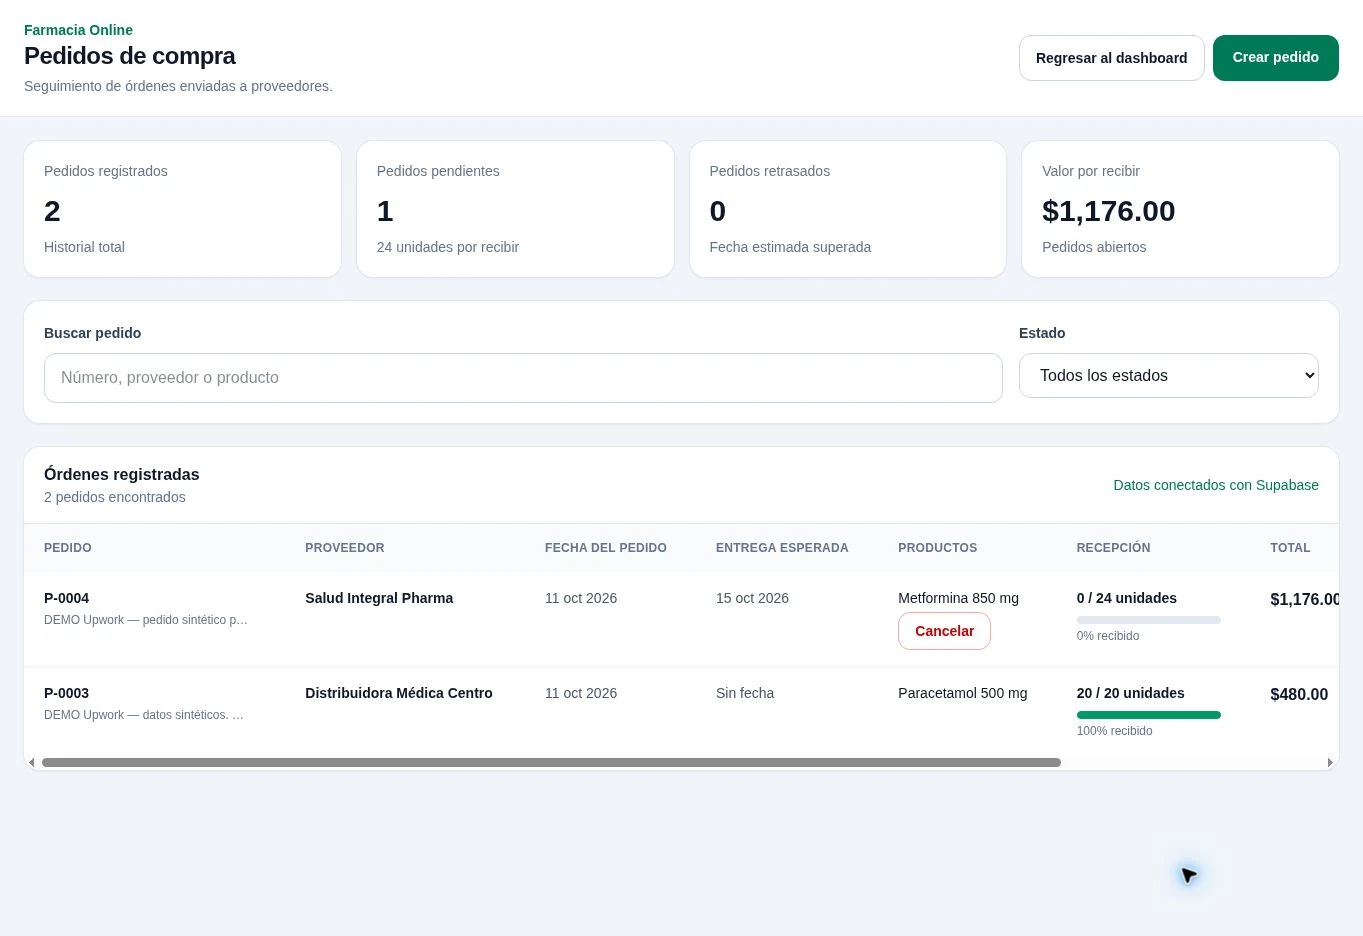 Farmacia Online
Pedidos de compra
Seguimiento de órdenes enviadas a proveedores.
Regresar al dashboard
Crear pedido
Pedidos registrados
2
Historial total
Pedidos pendientes
1
24 unidades por recibir
Pedidos retrasados
0
Fecha estimada superada
Valor por recibir
$1,176.00
Pedidos abiertos
Buscar pedido
Número, proveedor o producto
Estado
Todos los estados
Órdenes registradas
2 pedidos encontrados
Datos conectados con Supabase
PEDIDO PROVEEDOR FECHA DEL PEDIDO ENTREGA ESPERADA PRODUCTOS RECEPCIÓN TOTAL
P-0004 Salud Integral Pharma 11 oct 2026 15 oct 2026 Metformina 850 mg 0 / 24 unidades $1,176.00
DEMO Upwork — pedido sintético p…
Cancelar
0% recibido
P-0003 Distribuidora Médica Centro 11 oct 2026 Sin fecha Paracetamol 500 mg 20 / 20 unidades $480.00
DEMO Upwork — datos sintéticos. …
100% recibido